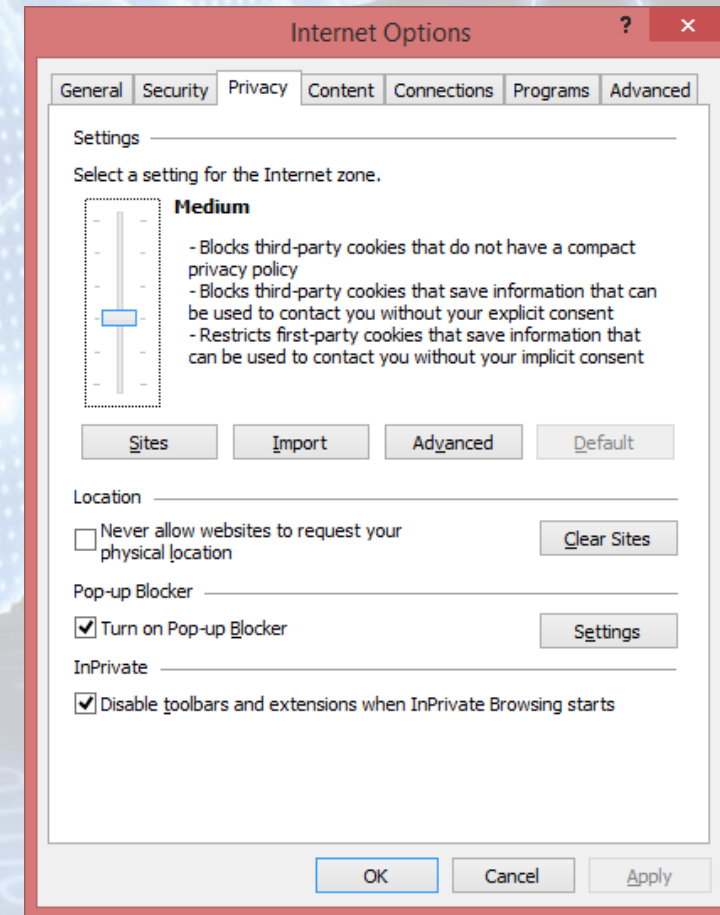 Internet Options
?
×
General
Security
Privacy
Content
Connections
Programs
Advanced
Settings
Select a setting for the Internet zone.
Medium
- Blocks third-party cookies that do not have a compact
privacy policy
- Blocks third-party cookies that save information that can
be used to contact you without your explicit consent
- Restricts first-party cookies that save information that
can be used to contact you without your implicit consent
Sites
Import
Advanced
Default
Location
Never allow websites to request your
physical location
Clear Sites
Pop-up Blocker
Turn on Pop-up Blocker
Settings
InPrivate
Disable toolbars and extensions when InPrivate Browsing starts
OK
Cancel
Apply